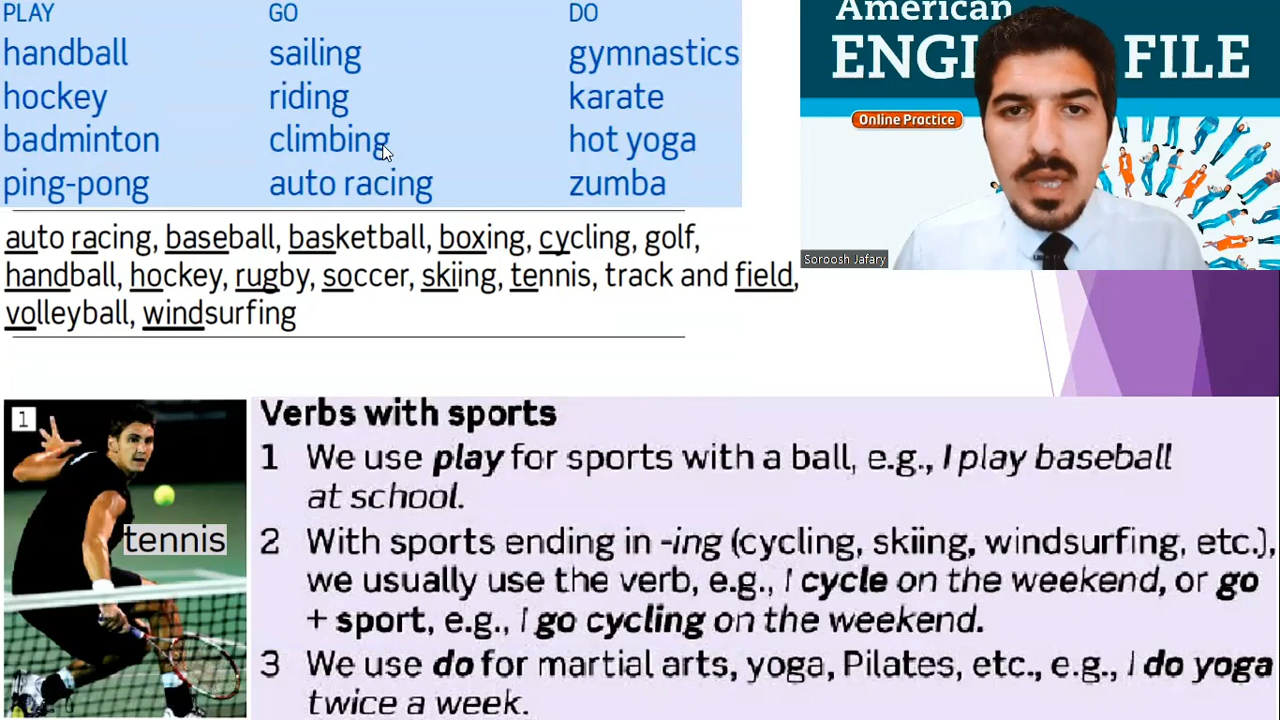 PLAY GO DO
handball sailing gymnastics
hockey riding karate
badminton climbing hot yoga
ping-pong auto racing zumba
auto racing, baseball, basketball, boxing, cycling, golf,
handball, hockey, rugby, soccer, skiing, tennis, track and field,
volleyball, windsurfing
American
ENGL FILE
Online Practice
Soroosh Jafary
1
tennis
Verbs with sports
1 We use play for sports with a ball, e.g., I play baseball
at school.
2 With sports ending in -ing (cycling, skiing, windsurfing, etc.),
we usually use the verb, e.g., I cycle on the weekend, or go
+ sport, e.g., I go cycling on the weekend.
3 We use do for martial arts, yoga, Pilates, etc., e.g., I do yoga
twice a week.